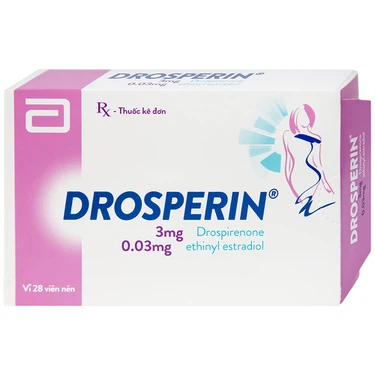 DROSPERIN®
Rx - Thuốc kê đơn
DROSPERIN®
3mg Drospirenone
0.03mg ethinyl estradiol
Vỉ 28 viên nén